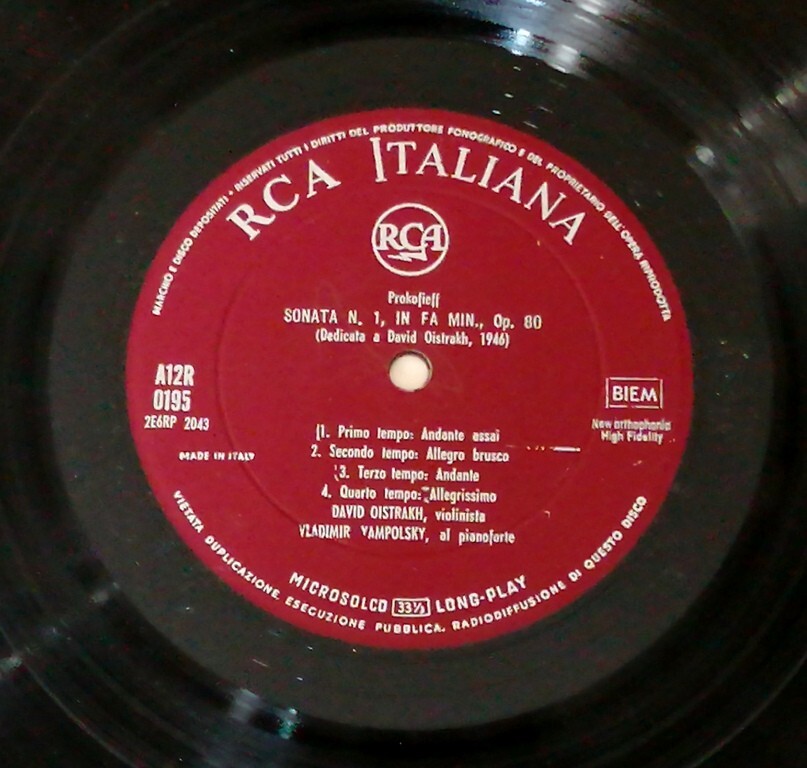 MARCHIO E DISCO DEPOSITATI • RISERVATI TUTTI I DIRITTI DEL PRODUTTORE FONOGRAFICO E DEL PROPRIETARIO DELL'OPERA RIPRODOTTA
RCA ITALIANA
RCA
Prokofieff
SONATA N. 1, IN FA MIN., Op. 80
(Dedicata a David Oistrakh, 1946)
A12R
0195
2E6RP 2043
MADE IN ITALY
BIEM
New orthophonic
High Fidelity
1. Primo tempo: Andante assai
2. Secondo tempo: Allegro brusco
3. Terzo tempo: Andante
4. Quarto tempo: Allegrissimo
DAVID OISTRAKH, violinista
VLADIMIR YAMPOLSKY, al pianoforte
MICROSOLCO 33⅓ LONG-PLAY
VIETATA DUPLICAZIONE ESECUZIONE PUBBLICA, RADIODIFFUSIONE DI QUESTO DISCO